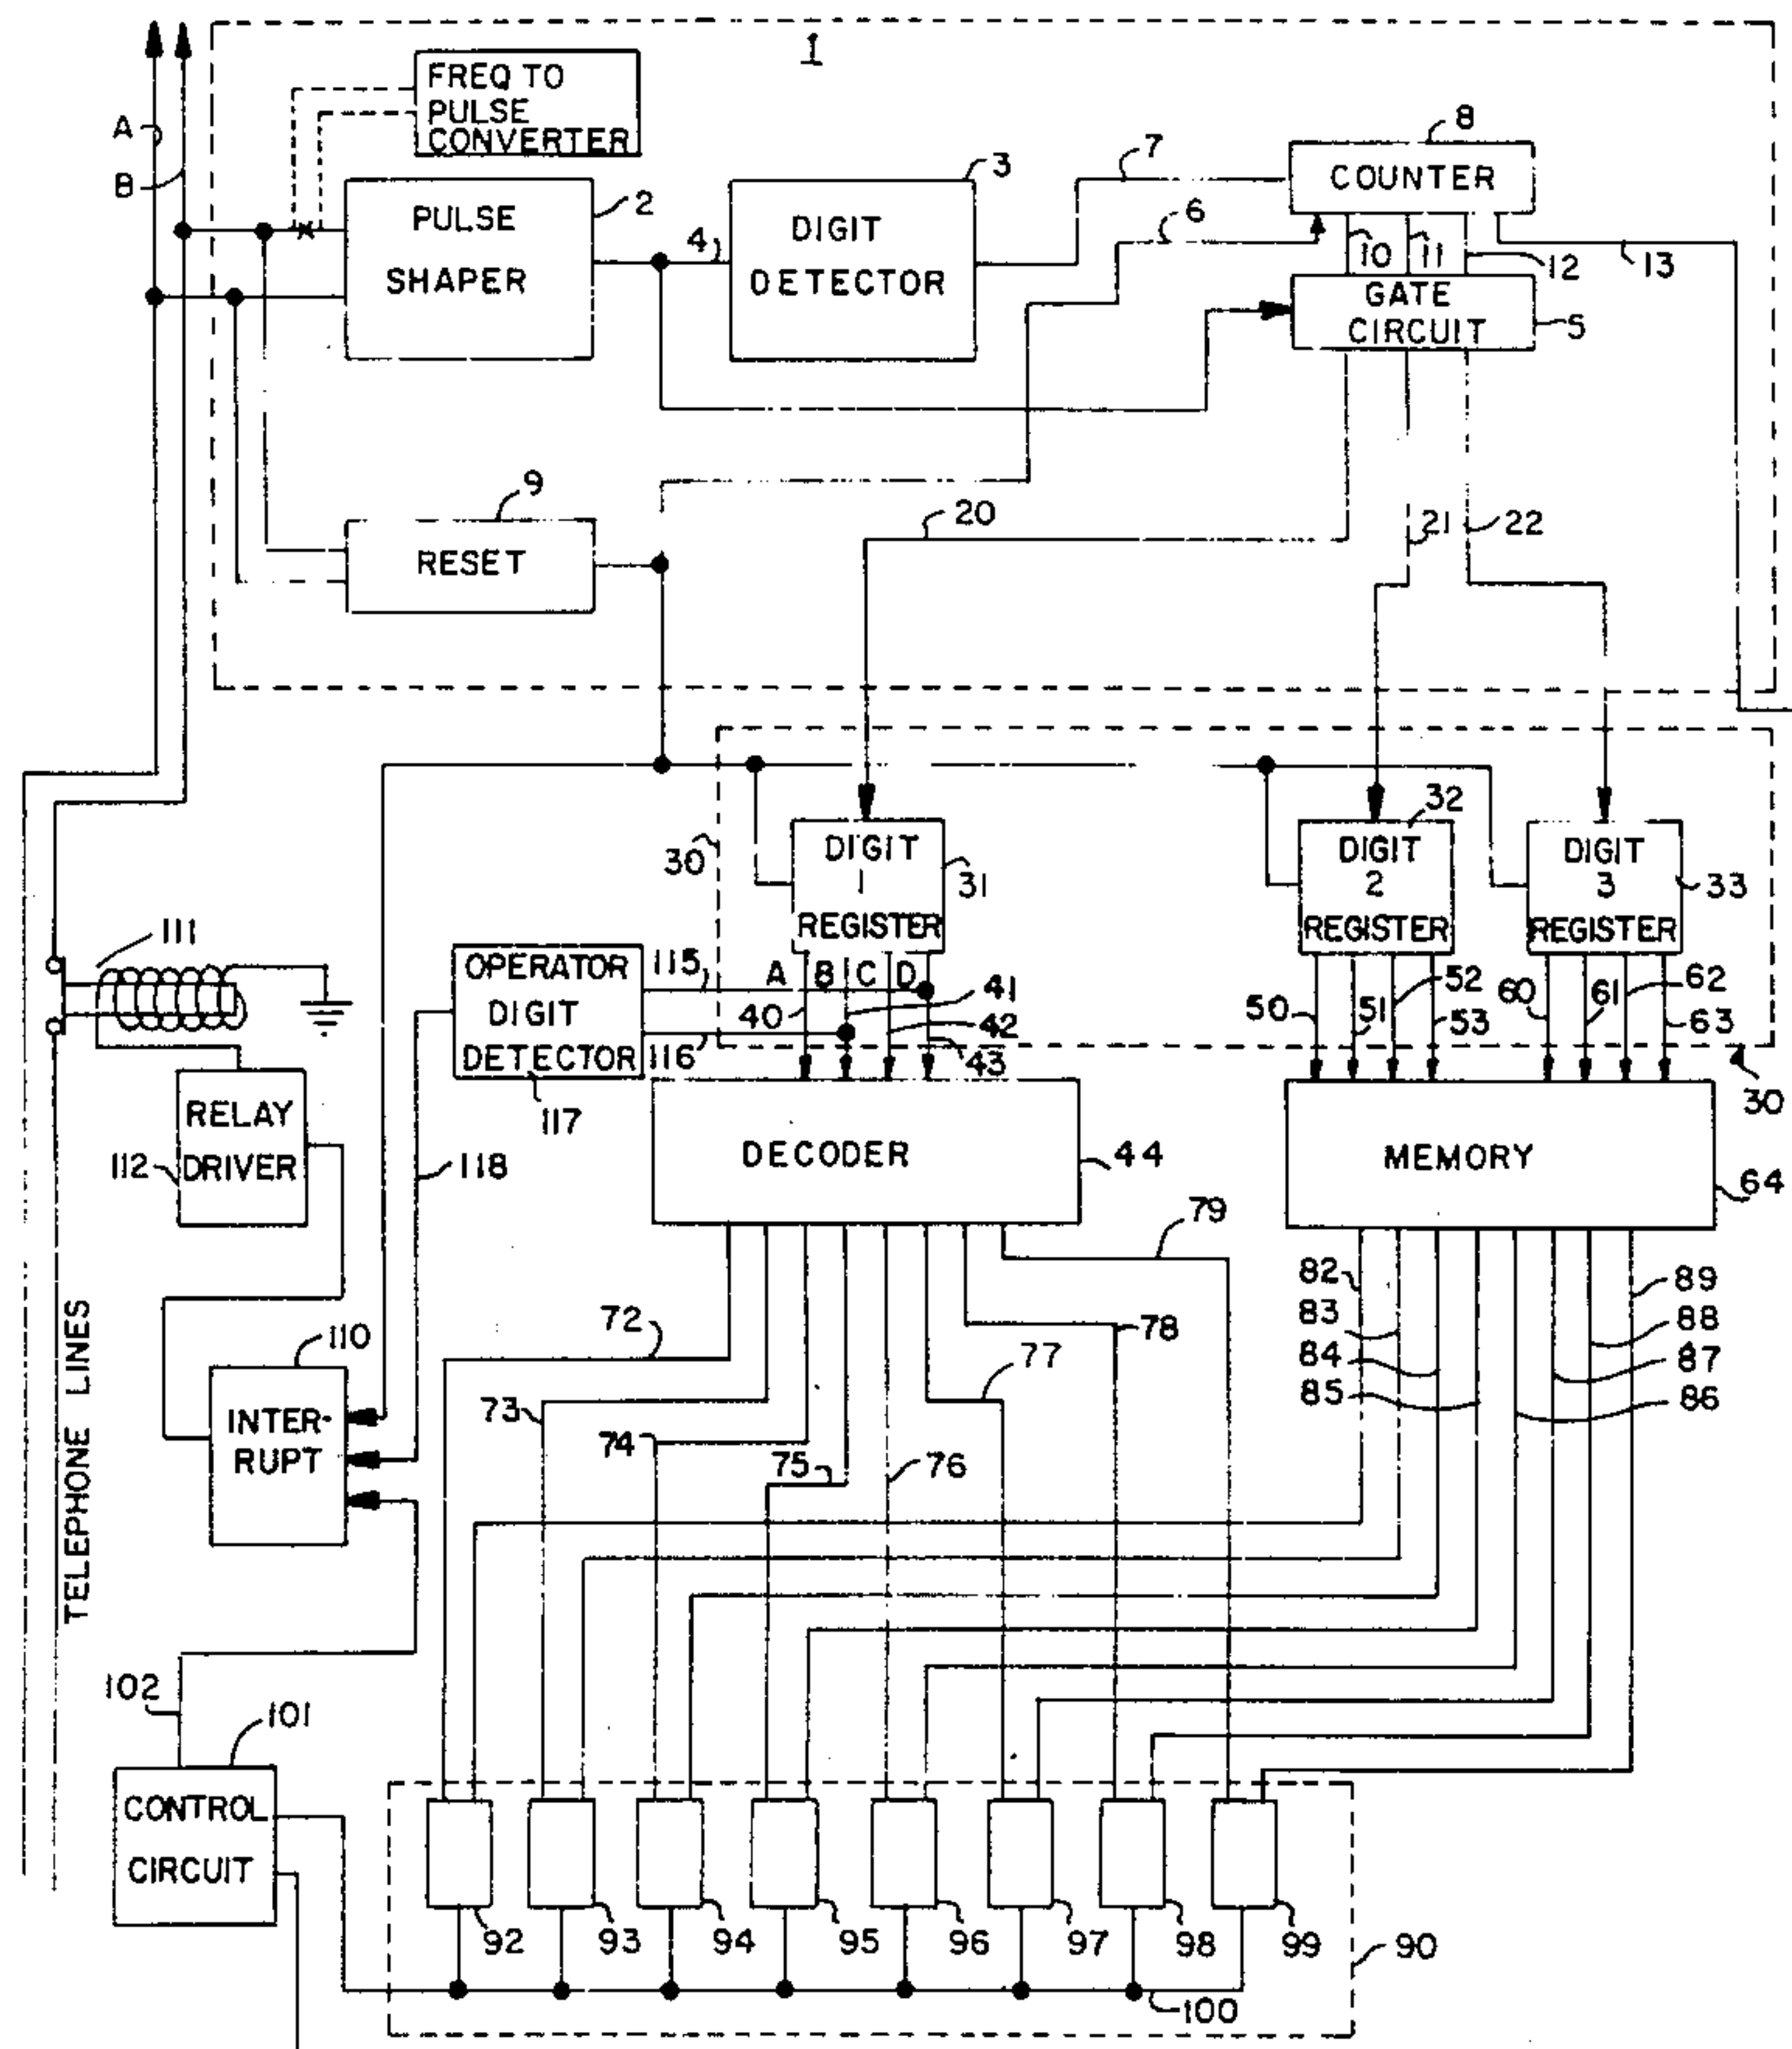 1
FREQ TO
PULSE
CONVERTER
A
B
PULSE
SHAPER
2
4
DIGIT
DETECTOR
3
7
6
8
COUNTER
10
11
12
13
GATE
CIRCUIT
5
9
RESET
20
21
22
30
DIGIT
1
REGISTER
31
32
DIGIT
2
REGISTER
DIGIT
3
REGISTER
33
111
OPERATOR
DIGIT
DETECTOR
117
115
116
A
B
C
D
40
41
42
43
50
51
52
53
60
61
62
63
30
RELAY
DRIVER
112
118
DECODER
44
MEMORY
64
79
72
73
74
75
76
77
78
82
83
84
85
89
88
87
86
110
INTER-
RUPT
TELEPHONE LINES
102
101
CONTROL
CIRCUIT
92
93
94
95
96
97
98
99
90
100